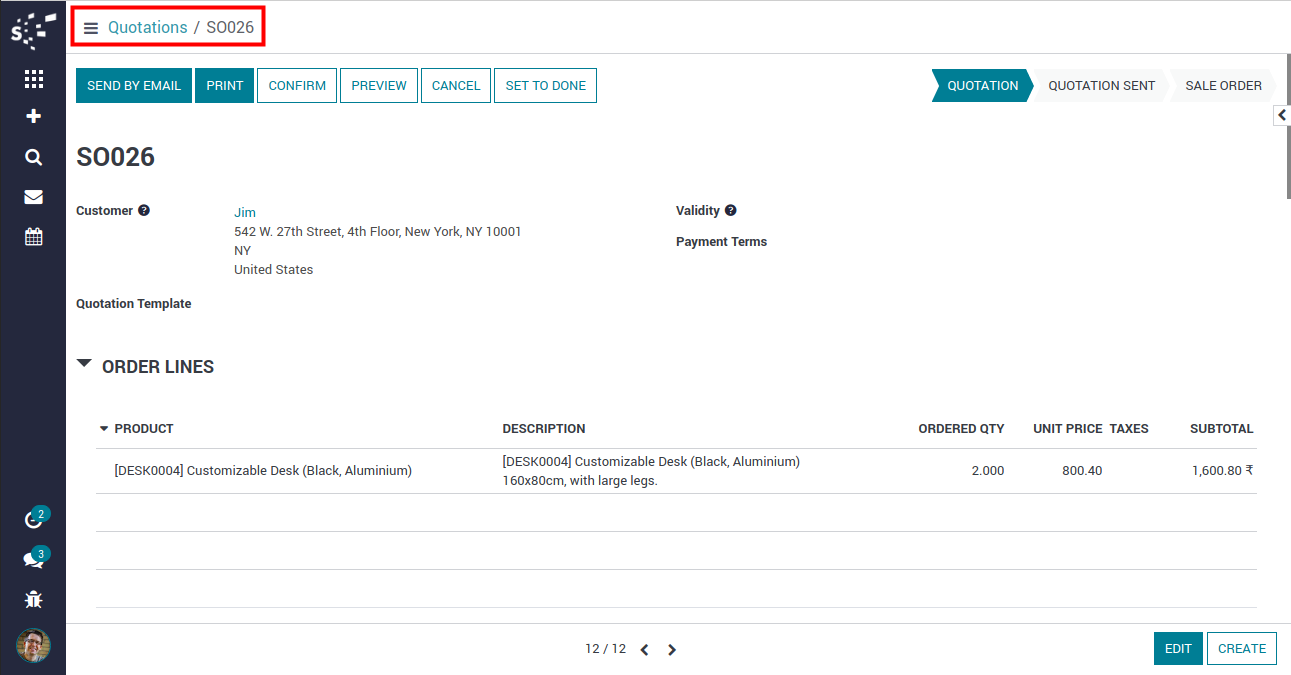 S
Quotations / SO026
SEND BY EMAIL PRINT CONFIRM PREVIEW CANCEL SET TO DONE QUOTATION QUOTATION SENT SALE ORDER
SO026
Customer ? Jim Validity ?
542 W. 27th Street, 4th Floor, New York, NY 10001
Payment Terms
NY
United States
Quotation Template
ORDER LINES
PRODUCT DESCRIPTION ORDERED QTY UNIT PRICE TAXES SUBTOTAL
[DESK0004] Customizable Desk (Black, Aluminium) [DESK0004] Customizable Desk (Black, Aluminium) 2.000 800.40 1,600.80 ₹
160x80cm, with large legs.
2
3
12 / 12 EDIT CREATE